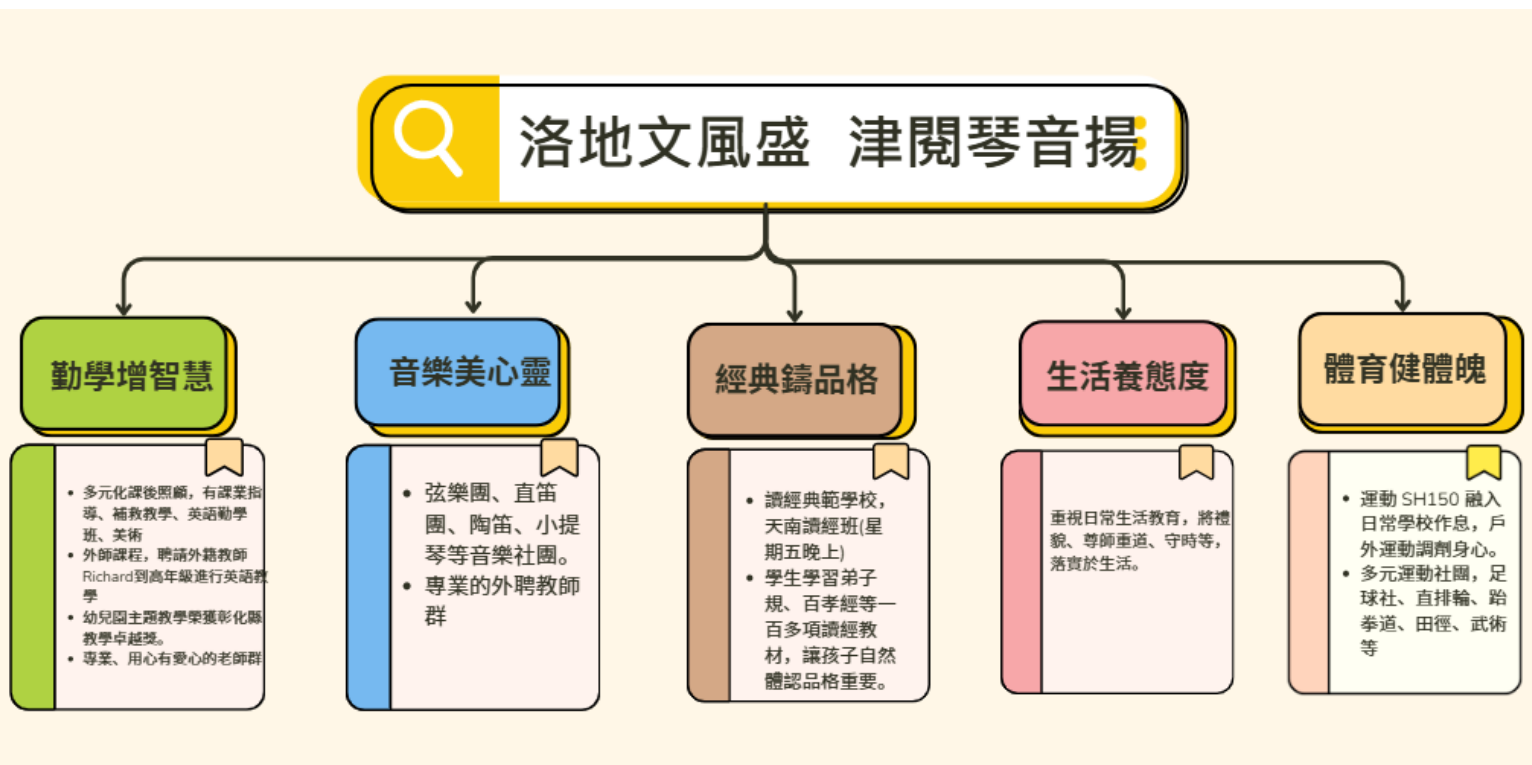 洛地文風盛 津閱琴音揚
勤學增智慧
多元化課後照顧，有課業指
導、補救教學、英語勤學
班、美術
外師課程，聘請外籍教師
Richard到高年級進行英語教
學
幼兒園主題教學榮獲彰化縣
教學卓越獎。
專業、用心有愛心的老師群
音樂美心靈
弦樂團、直笛
團、陶笛、小提
琴等音樂社團。
專業的外聘教師
群
經典鑄品格
讀經典範學校，
天南讀經班(星
期五晚上)
學生學習弟子
規、百孝經等一
百多項讀經教
材，讓孩子自然
體認品格重要。
生活養態度
重視日常生活教育，將禮
貌、尊師重道、守時等，
落實於生活。
體育健體魄
運動 SH150 融入
日常學校作息，戶
外運動調劑身心。
多元運動社團，足
球社、直排輪、跆
拳道、田徑、武術
等